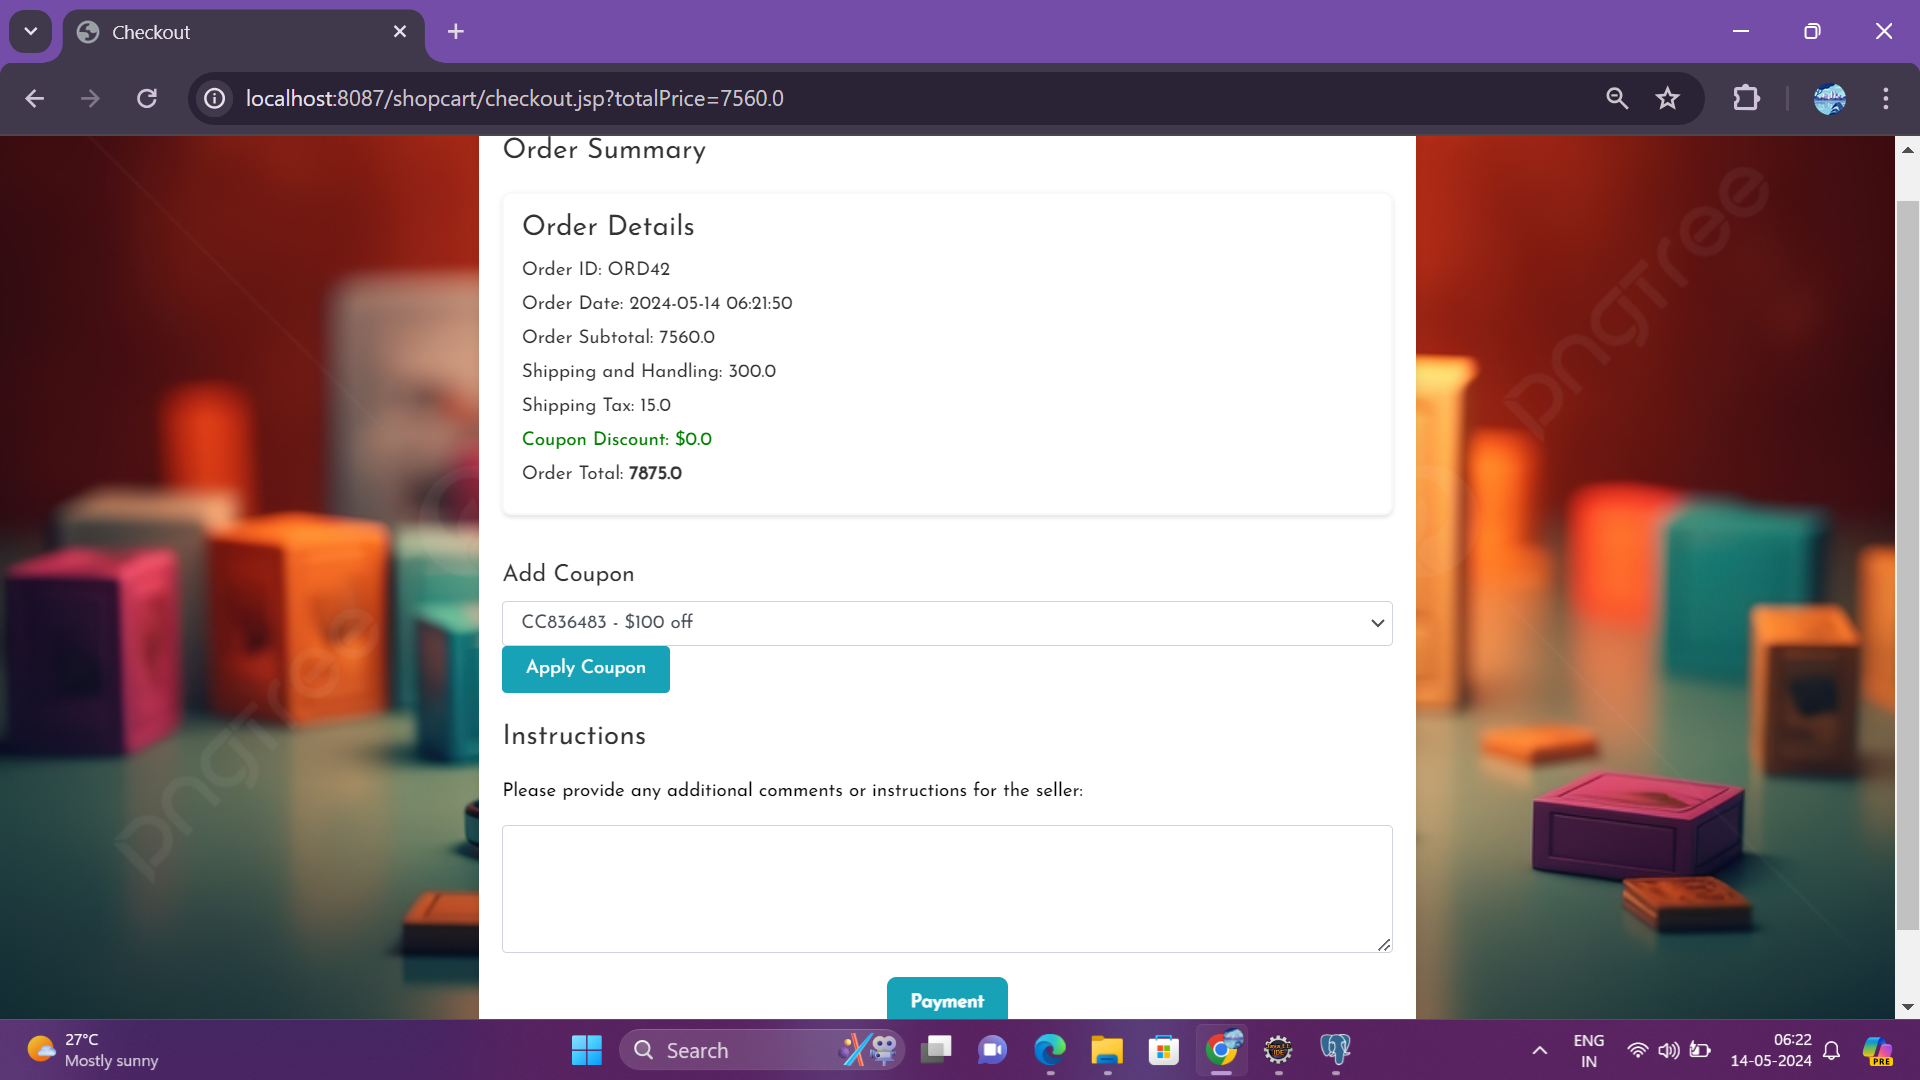 Checkout
localhost:8087/shopcart/checkout.jsp?totalPrice=7560.0
Order Summary
Order Details
Order ID: ORD42
Order Date: 2024-05-14 06:21:50
Order Subtotal: 7560.0
Shipping and Handling: 300.0
Shipping Tax: 15.0
Coupon Discount: $0.0
Order Total: 7875.0
Add Coupon
CC836483 - $100 off
Apply Coupon
Instructions
Please provide any additional comments or instructions for the seller:
Payment
pngtree
pngtree
27°C
Mostly sunny
Search
ENG
IN
06:22
14-05-2024
PRE